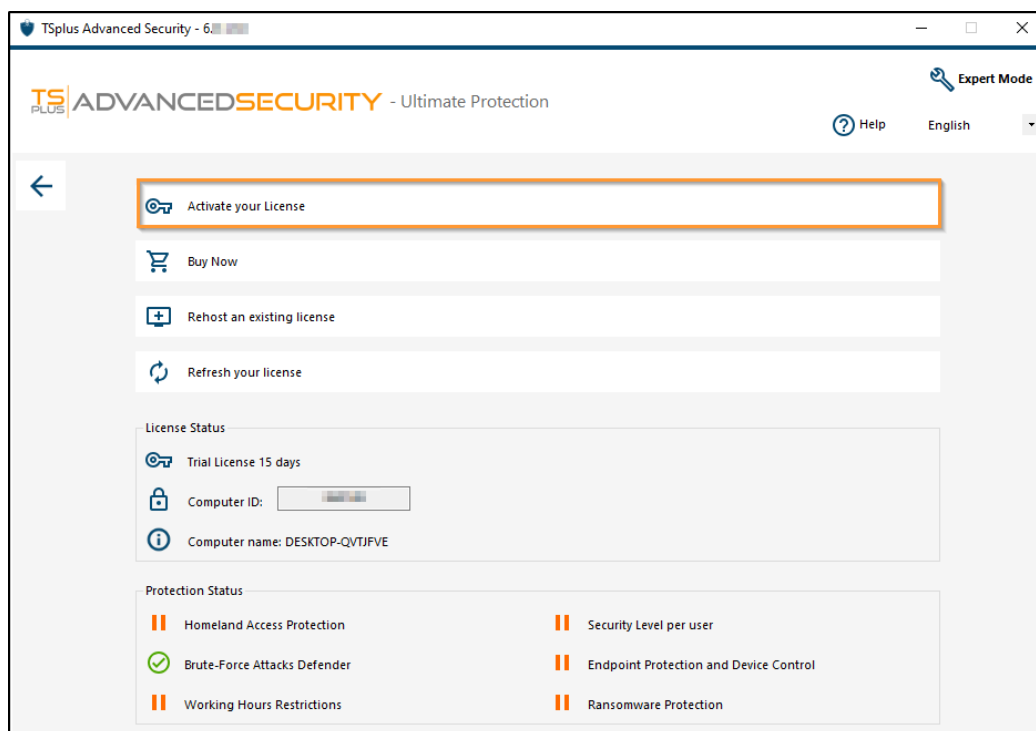 TSplus Advanced Security - 6.
Expert Mode
TS PLUS ADVANCEDSECURITY - Ultimate Protection
Help English
Activate your License
Buy Now
Rehost an existing license
Refresh your license
License Status
Trial License 15 days
Computer ID:
Computer name: DESKTOP-QVTJFVE
Protection Status
Homeland Access Protection Security Level per user
Brute-Force Attacks Defender Endpoint Protection and Device Control
Working Hours Restrictions Ransomware Protection